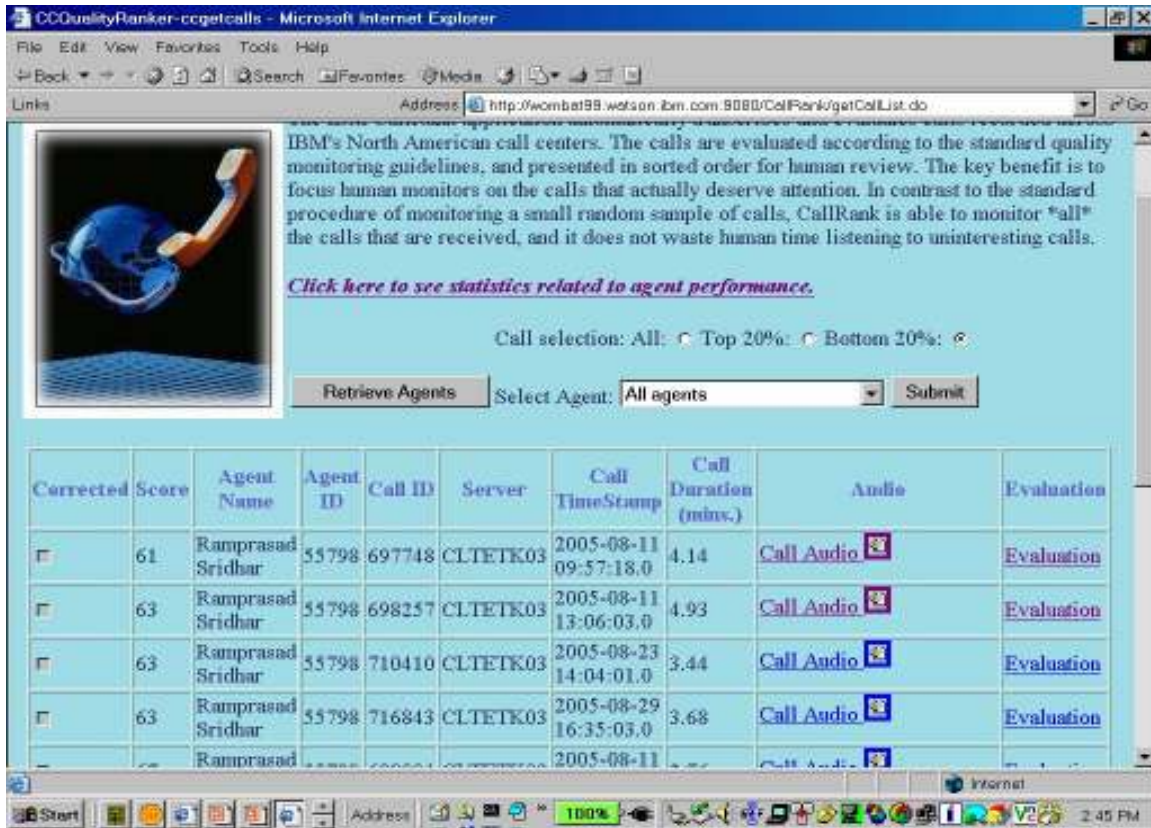 CCQualityRanker-ccgetcalls - Microsoft Internet Explorer
File Edit View Favorites Tools Help
Back Search Favorites Media
Links Address http://wombat99.watson.ibm.com:9080/CallRank/getCallList.do Go
IBM's North American call centers. The calls are evaluated according to the standard quality
monitoring guidelines, and presented in sorted order for human review. The key benefit is to
focus human monitors on the calls that actually deserve attention. In contrast to the standard
procedure of monitoring a small random sample of calls, CallRank is able to monitor *all*
the calls that are received, and it does not waste human time listening to uninteresting calls.
Click here to see statistics related to agent performance.
Call selection: All: Top 20%: Bottom 20%:
Retrieve Agents Select Agent: All agents Submit
Corrected Score Agent Name Agent ID Call ID Server Call TimeStamp Call Duration (mins.) Audio Evaluation
61 Ramprasad Sridhar 55798 697748 CLTETK03 2005-08-11 09:57:18.0 4.14 Call Audio Evaluation
63 Ramprasad Sridhar 55798 698257 CLTETK03 2005-08-11 13:06:03.0 4.93 Call Audio Evaluation
63 Ramprasad Sridhar 55798 710410 CLTETK03 2005-08-23 14:04:01.0 3.44 Call Audio Evaluation
63 Ramprasad Sridhar 55798 716843 CLTETK03 2005-08-29 16:35:03.0 3.68 Call Audio Evaluation
Ramprasad 2005-08-11 Call Audio
Internet
Start Address 100% 2:45 PM